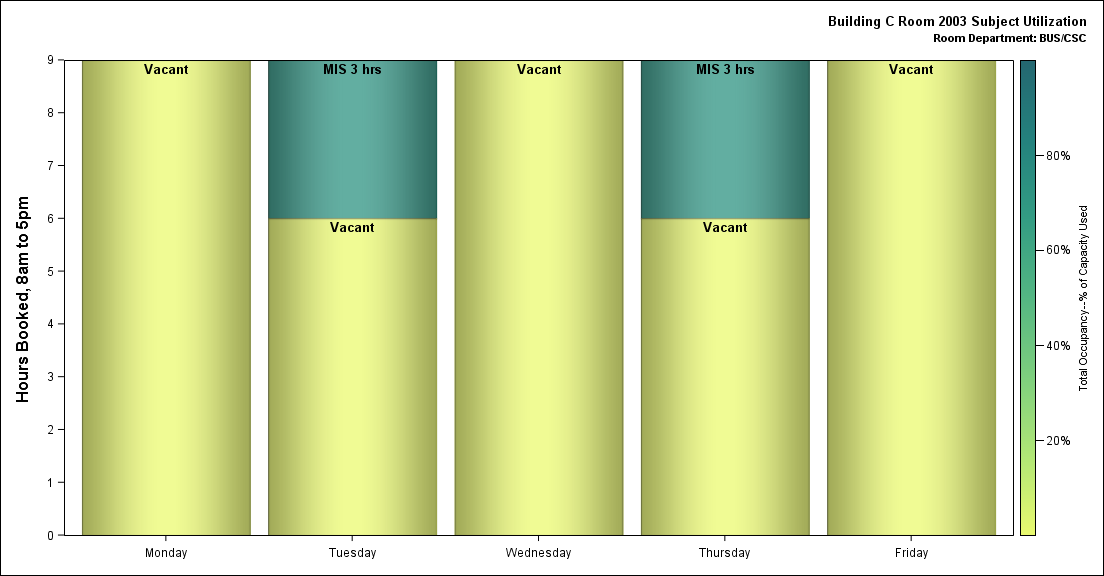 Building C Room 2003 Subject Utilization
Room Department: BUS/CSC
Hours Booked, 8am to 5pm
9
8
7
6
5
4
3
2
1
0
Vacant
MIS 3 hrs
Vacant
MIS 3 hrs
Vacant
Vacant
Vacant
Monday
Tuesday
Wednesday
Thursday
Friday
80%
60%
40%
20%
Total Occupancy--% of Capacity Used